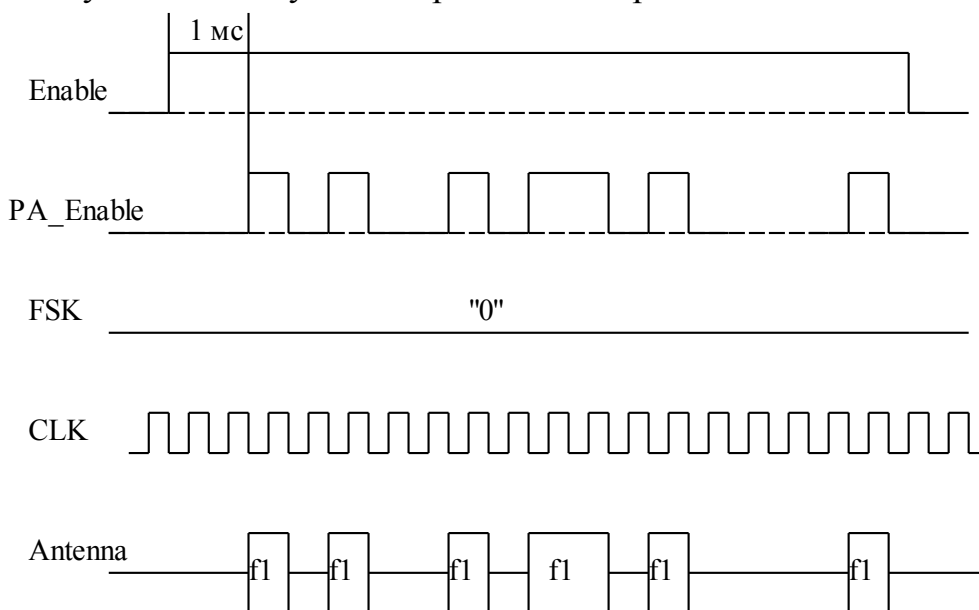 1 мс
Enable
PA_Enable
FSK "0"
CLK
Antenna
f1 f1 f1 f1 f1 f1